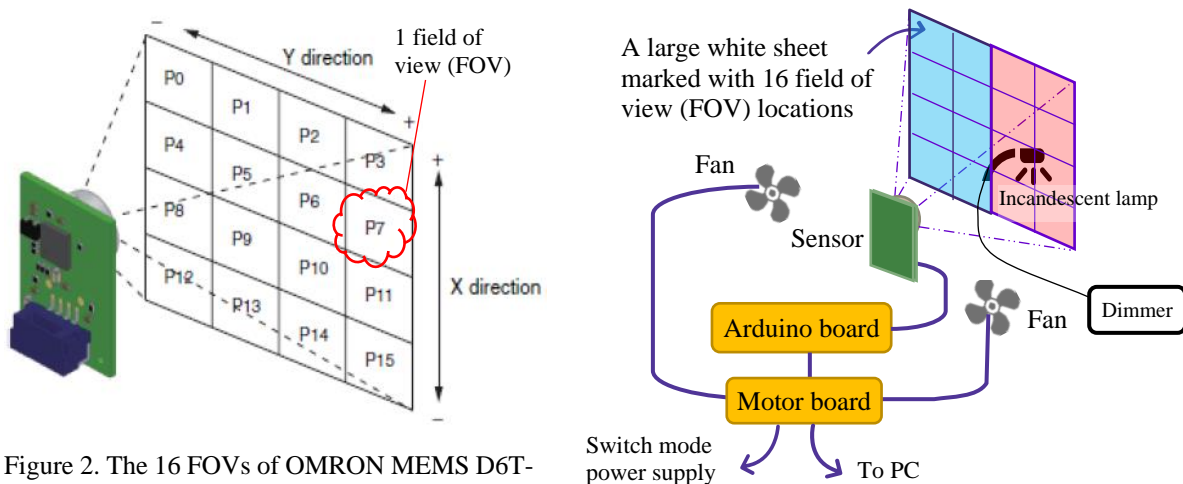 1 field of
view (FOV)
Y direction
−
+
P0
P1
P2
P3
P4
P5
P6
P7
P8
P9
P10
P11
P12
P13
P14
P15
+
X direction
−
Figure 2. The 16 FOVs of OMRON MEMS D6T-
A large white sheet
marked with 16 field of
view (FOV) locations
Fan
Incandescent lamp
Sensor
Fan
Dimmer
Arduino board
Motor board
Switch mode
power supply
To PC